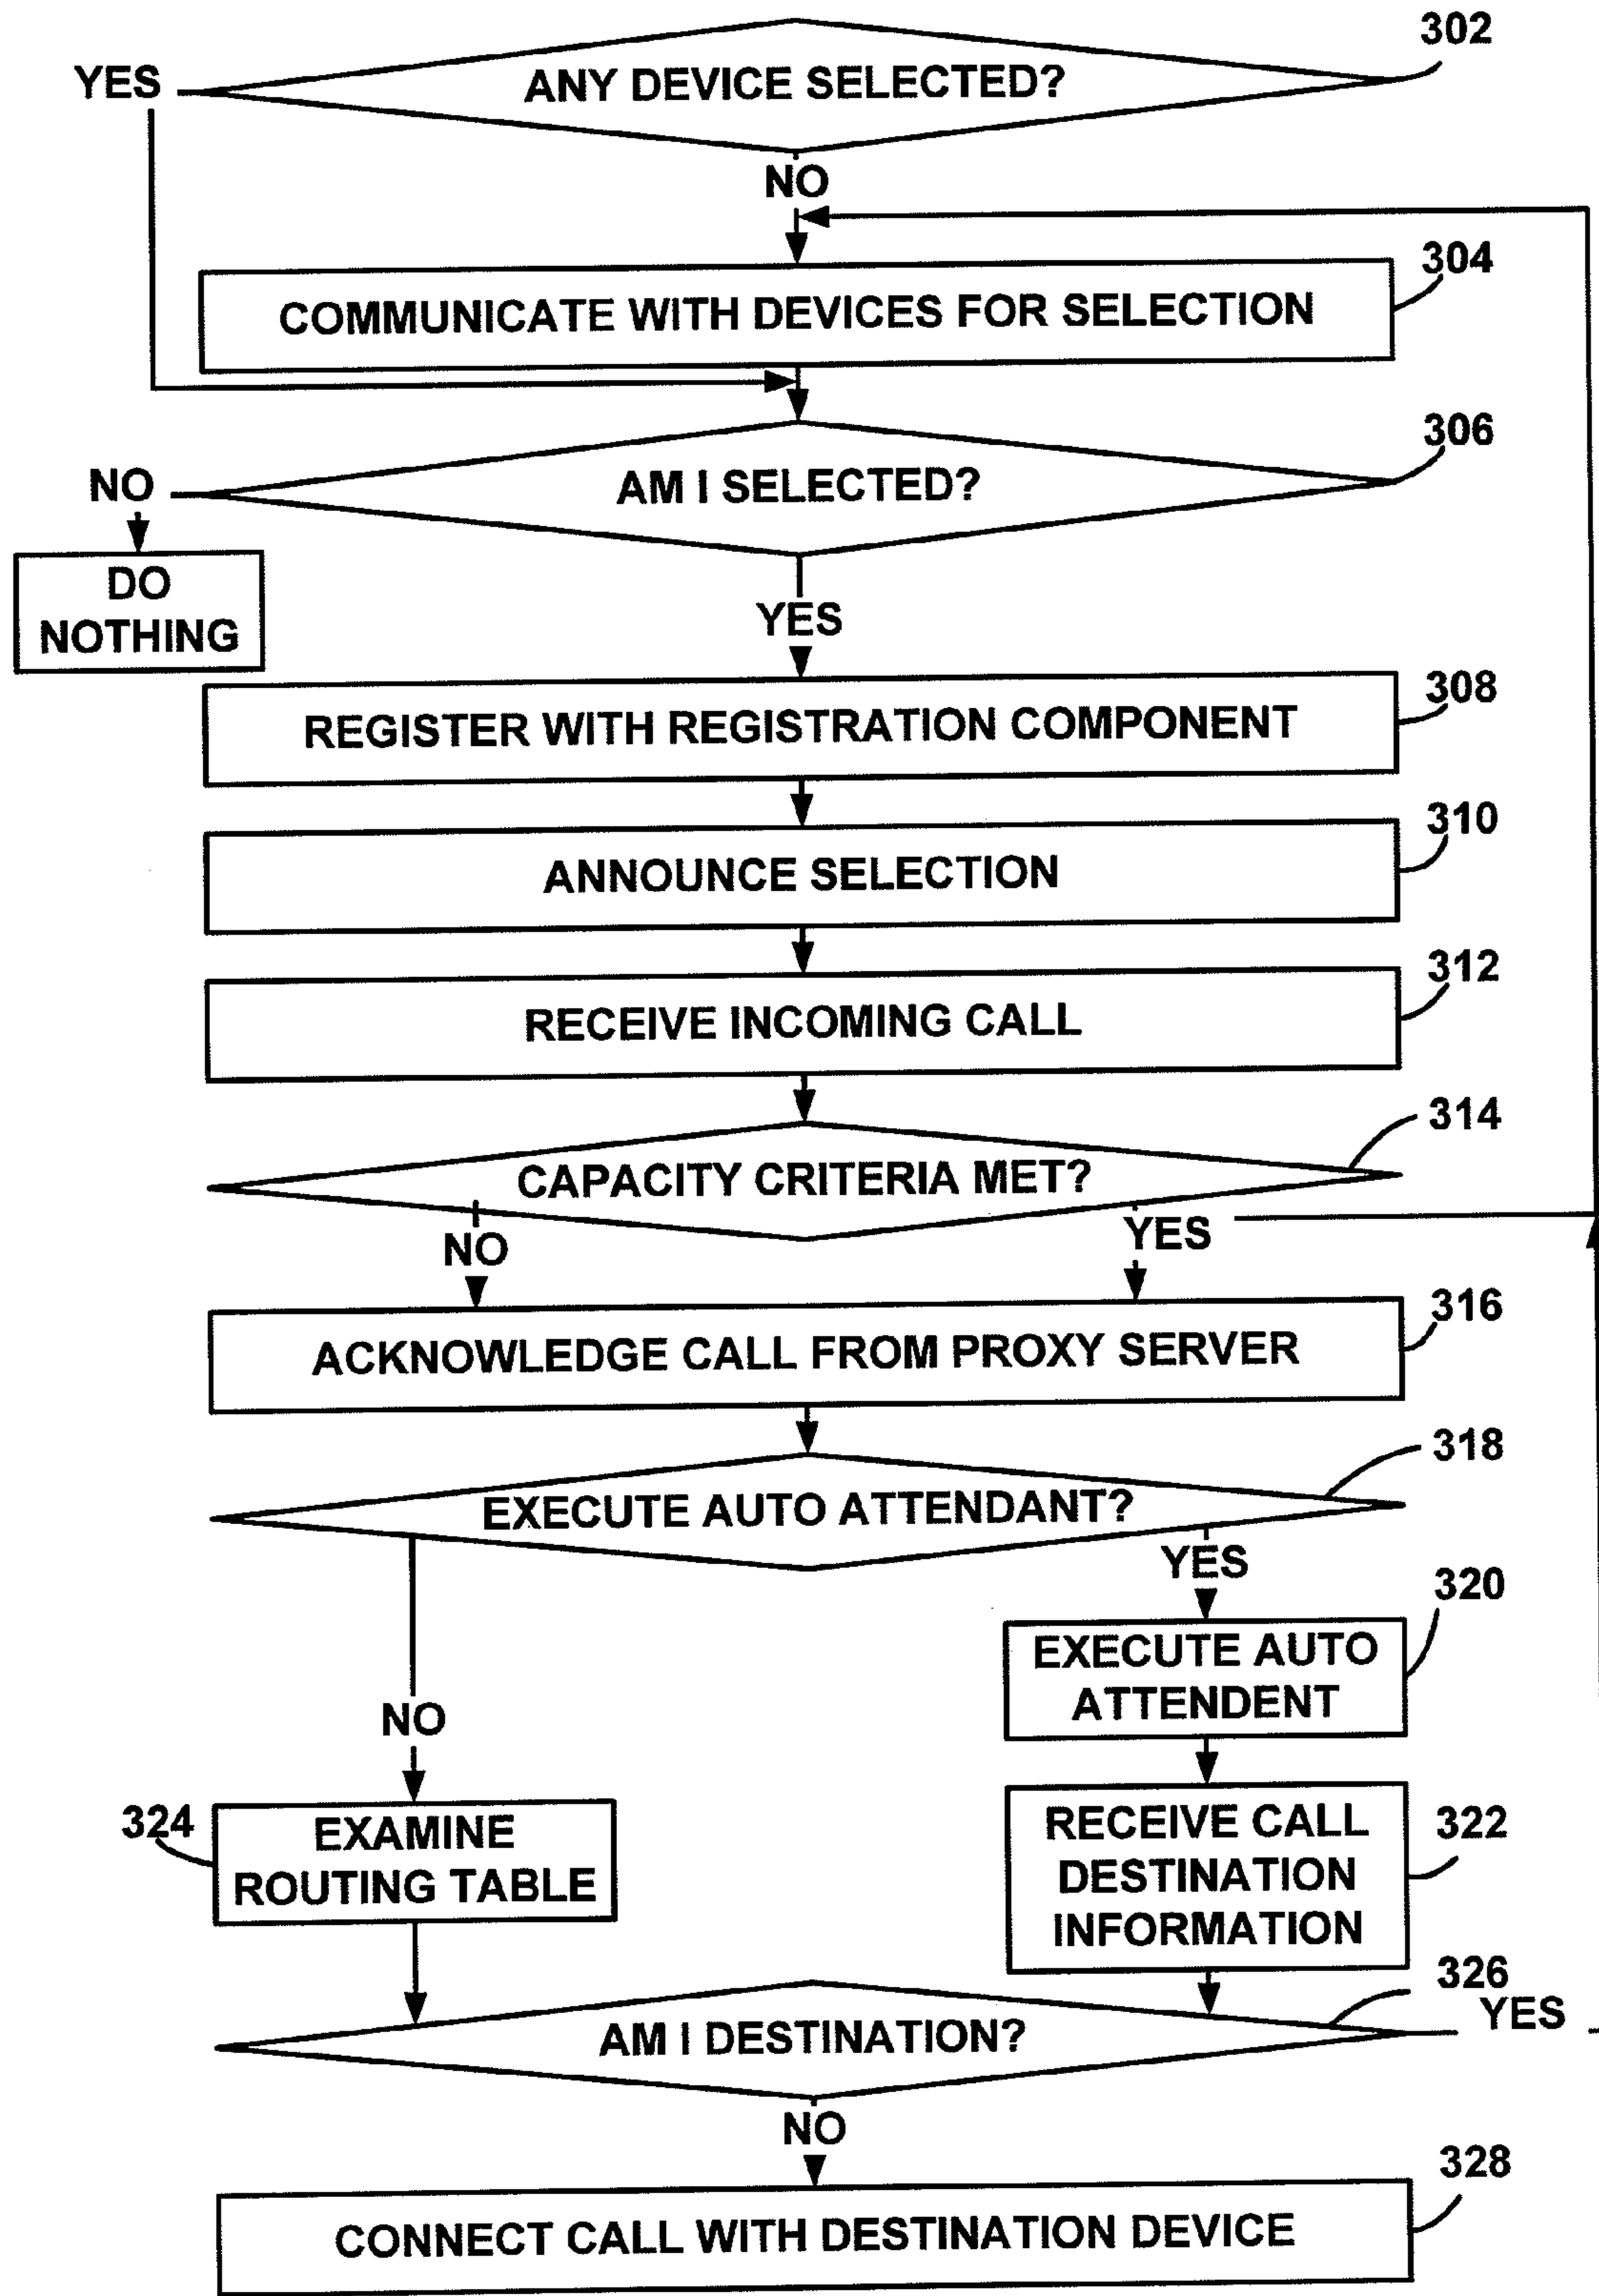 302
ANY DEVICE SELECTED?
YES
NO
304
COMMUNICATE WITH DEVICES FOR SELECTION
306
AM I SELECTED?
NO
DO
NOTHING
YES
308
REGISTER WITH REGISTRATION COMPONENT
310
ANNOUNCE SELECTION
312
RECEIVE INCOMING CALL
314
CAPACITY CRITERIA MET?
NO
YES
316
ACKNOWLEDGE CALL FROM PROXY SERVER
318
EXECUTE AUTO ATTENDANT?
YES
320
EXECUTE AUTO
ATTENDENT
NO
324
EXAMINE
ROUTING TABLE
322
RECEIVE CALL
DESTINATION
INFORMATION
326
YES
AM I DESTINATION?
NO
328
CONNECT CALL WITH DESTINATION DEVICE